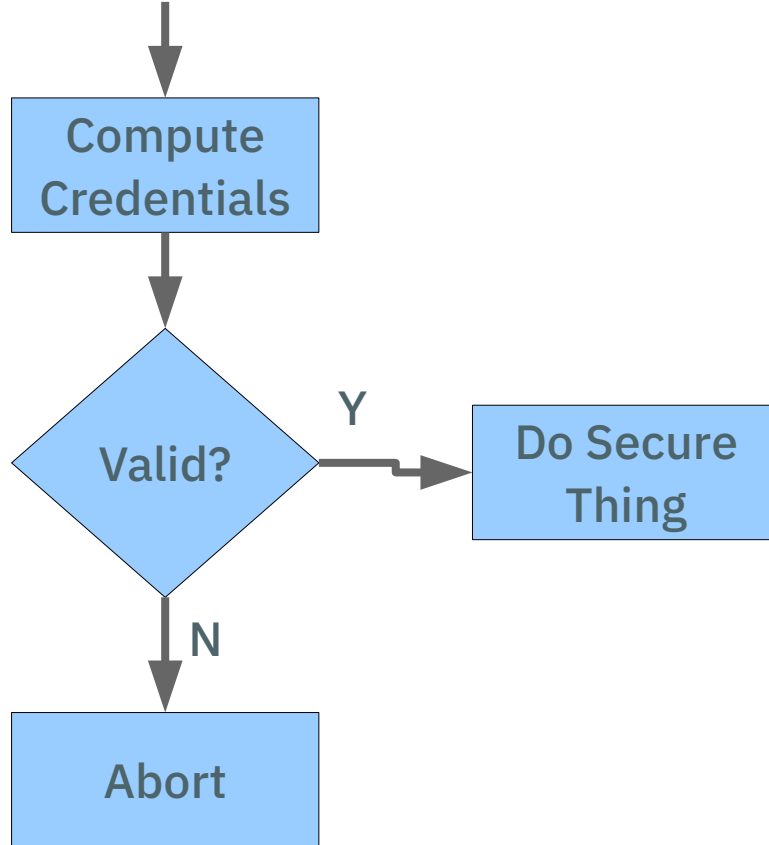 Compute
Credentials
Valid?
Y
Do Secure
Thing
N
Abort